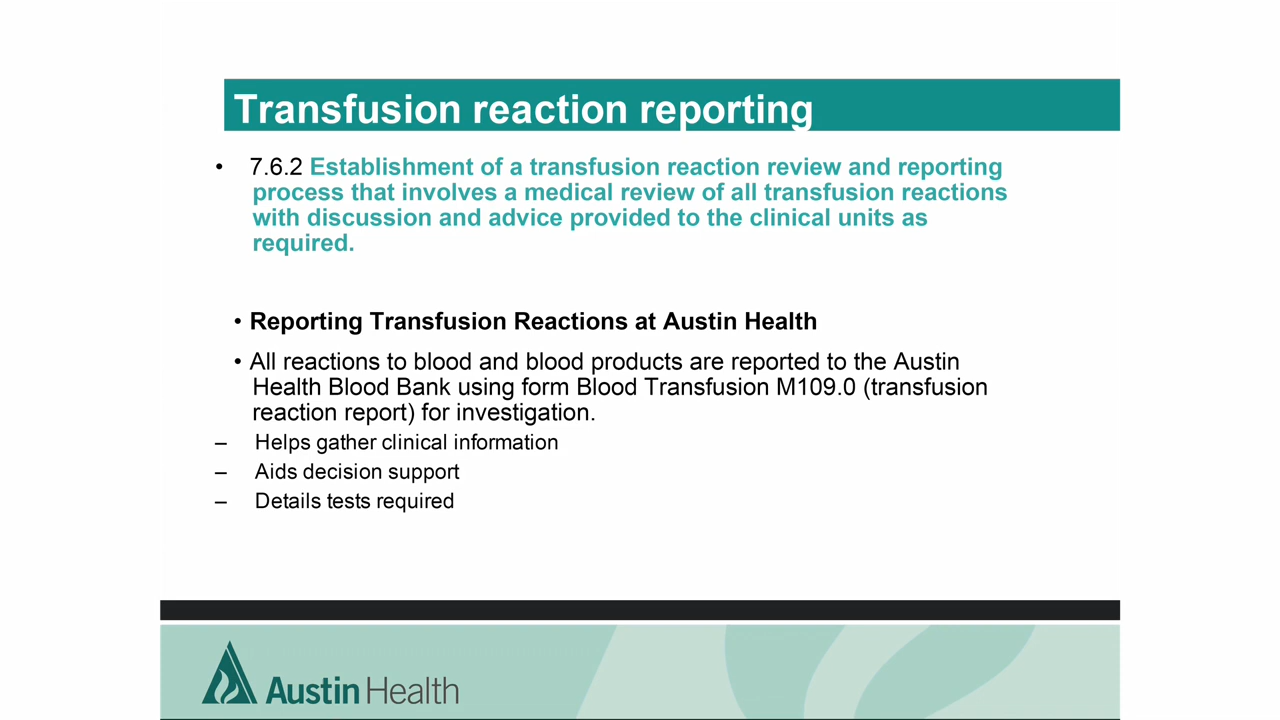 Transfusion reaction reporting
• 7.6.2 Establishment of a transfusion reaction review and reporting
process that involves a medical review of all transfusion reactions
with discussion and advice provided to the clinical units as
required.
• Reporting Transfusion Reactions at Austin Health
• All reactions to blood and blood products are reported to the Austin
Health Blood Bank using form Blood Transfusion M109.0 (transfusion
reaction report) for investigation.
– Helps gather clinical information
– Aids decision support
– Details tests required
Austin Health